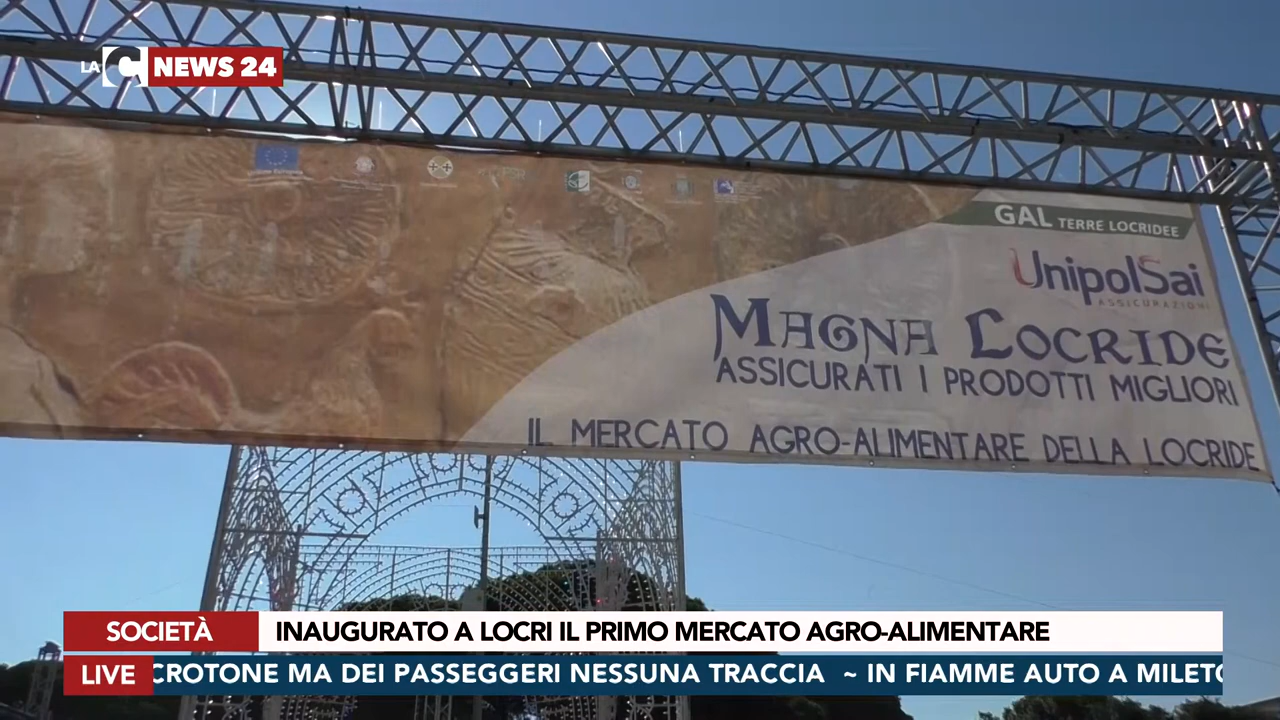 LA C NEWS 24
GAL TERRE LOCRIDEE
UnipolSai
ASSICURAZIONI
MAGNA LOCRIDE
ASSICURATI I PRODOTTI MIGLIORI
IL MERCATO AGRO-ALIMENTARE DELLA LOCRIDE
SOCIETÀ INAUGURATO A LOCRI IL PRIMO MERCATO AGRO-ALIMENTARE
LIVE CROTONE MA DEI PASSEGGERI NESSUNA TRACCIA ~ IN FIAMME AUTO A MILETO